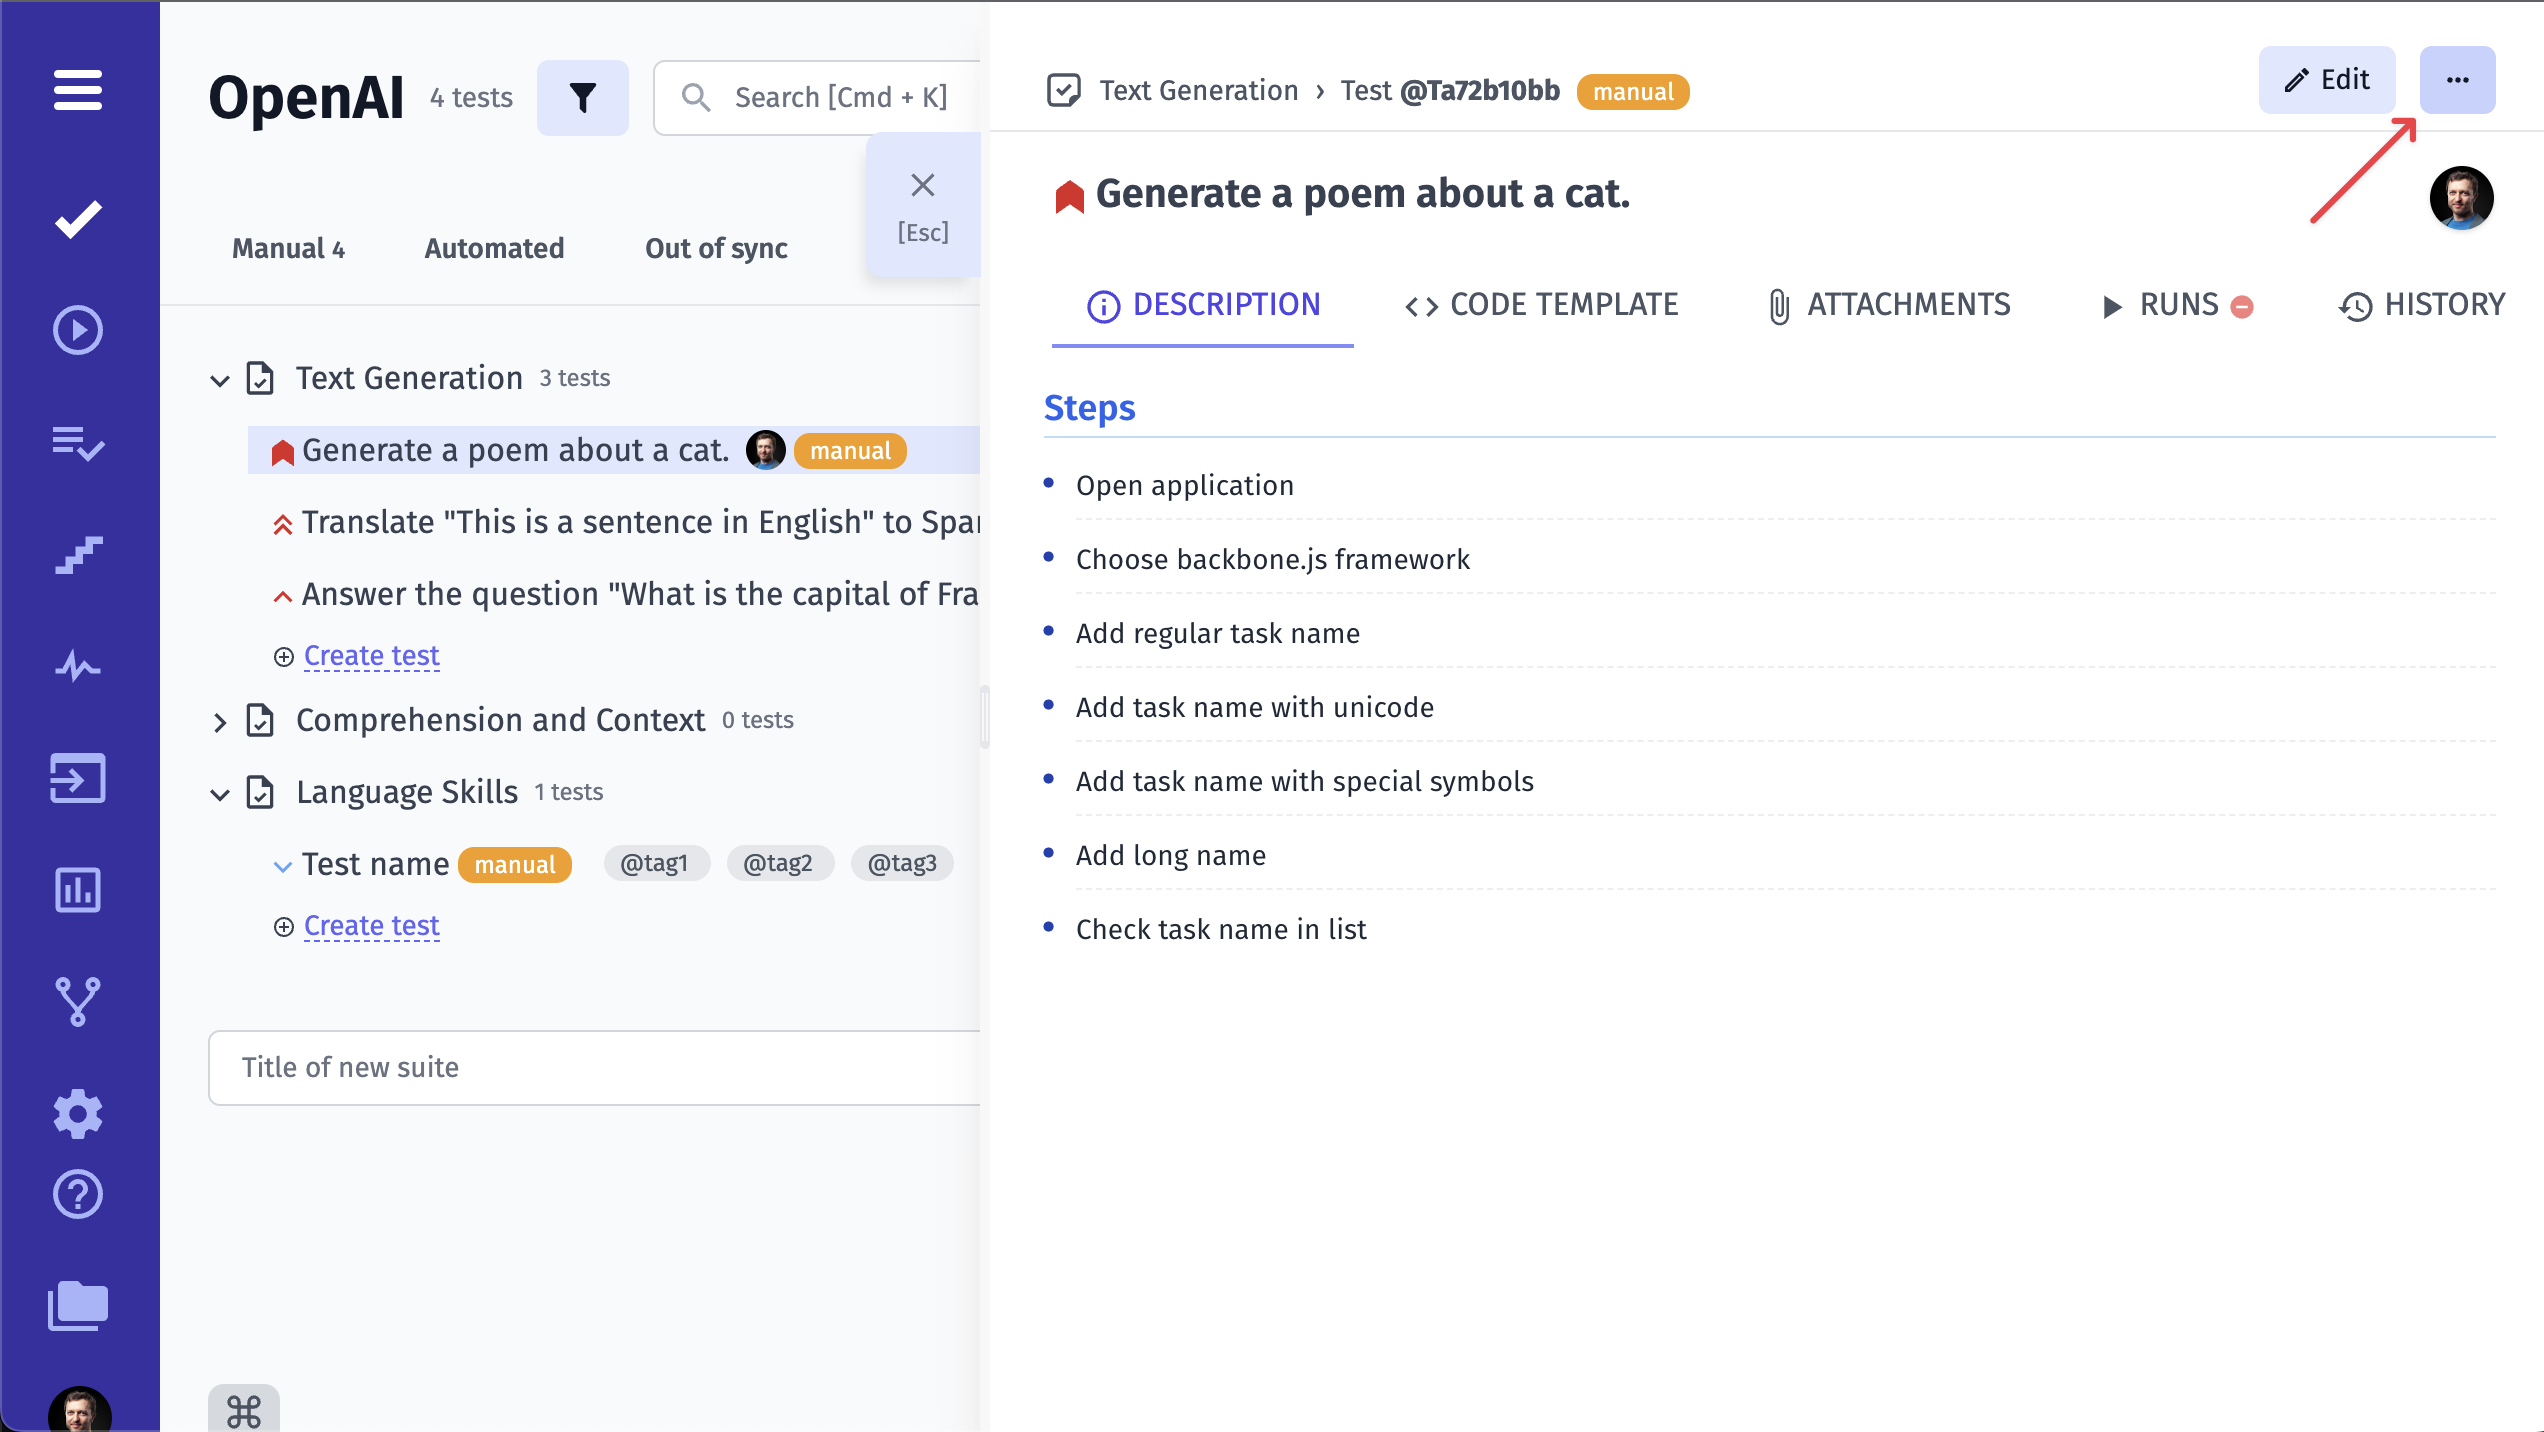 OpenAI 4 tests
Search [Cmd + K]
[Esc]
Manual 4 Automated Out of sync
Text Generation 3 tests
Generate a poem about a cat. manual
Translate "This is a sentence in English" to Spa
Answer the question "What is the capital of Fra
Create test
Comprehension and Context 0 tests
Language Skills 1 tests
Test name manual @tag1 @tag2 @tag3
Create test
Title of new suite
Text Generation › Test @Ta72b10bb manual
Edit
Generate a poem about a cat.
DESCRIPTION CODE TEMPLATE ATTACHMENTS RUNS HISTORY
Steps
Open application
Choose backbone.js framework
Add regular task name
Add task name with unicode
Add task name with special symbols
Add long name
Check task name in list